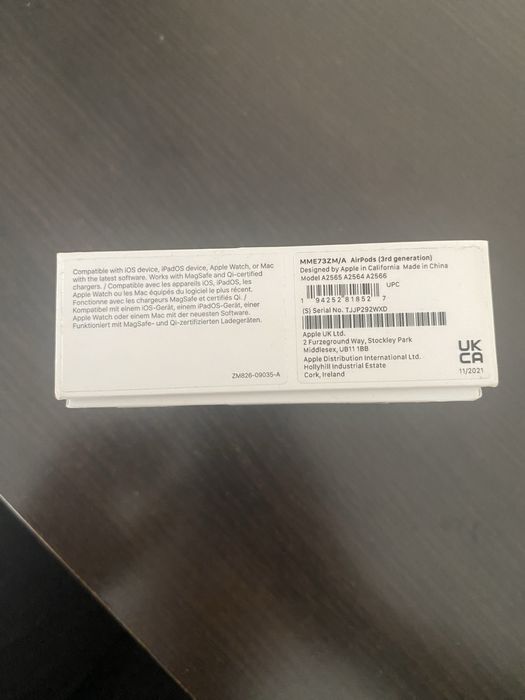 Compatible with iOS device, iPadOS device, Apple Watch, or Mac
with the latest software. Works with MagSafe and Qi-certified
chargers. / Compatible avec les appareils iOS, iPadOS, les
Apple Watch ou les Mac équipés du logiciel le plus récent.
Fonctionne avec les chargeurs MagSafe et certifiés Qi. /
Kompatibel mit einem iOS-Gerät, einem iPadOS-Gerät, einer
Apple Watch oder einem Mac mit der neuesten Software.
Funktioniert mit MagSafe- und Qi-zertifizierten Ladegeräten.
ZM826-09035-A
MME73ZM/A AirPods (3rd generation)
Designed by Apple in California Made in China
Model A2565 A2564 A2566
UPC
1 94252 81852 7
(S) Serial No. TJJP292WXD
Apple UK Ltd.
2 Furzeground Way, Stockley Park
Middlesex, UB11 1BB
Apple Distribution International Ltd.
Hollyhill Industrial Estate
Cork, Ireland
UK
CA
11/2021